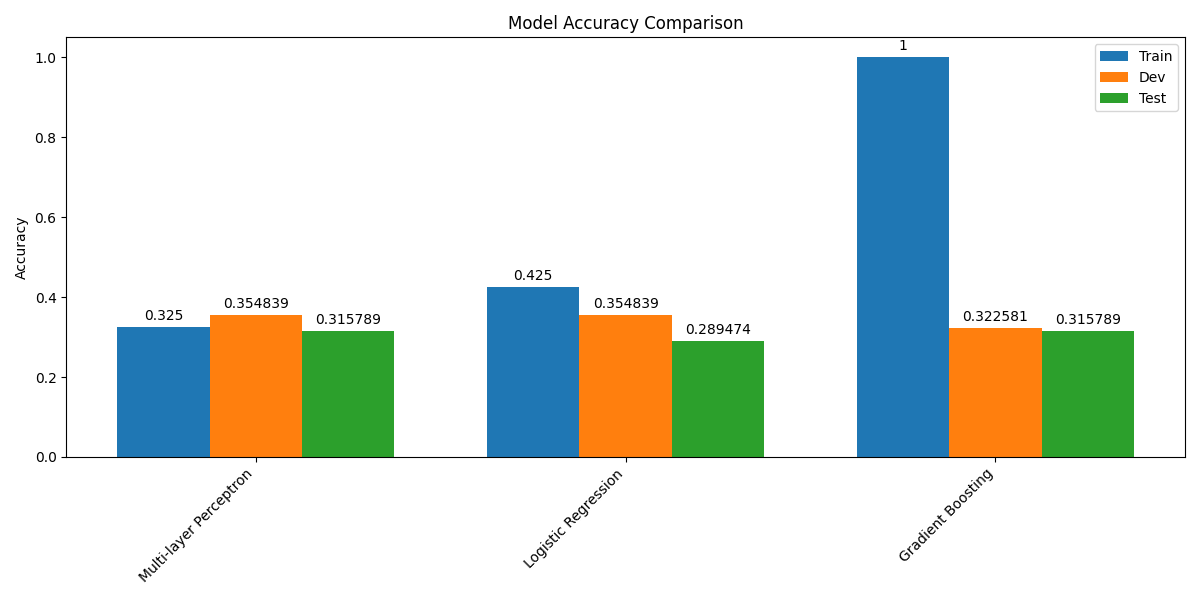 Model Accuracy Comparison
Train
Dev
Test
Accuracy
1.0
0.8
0.6
0.4
0.2
0.0
0.325
0.354839
0.315789
0.425
0.354839
0.289474
1
0.322581
0.315789
Multi-layer Perceptron
Logistic Regression
Gradient Boosting